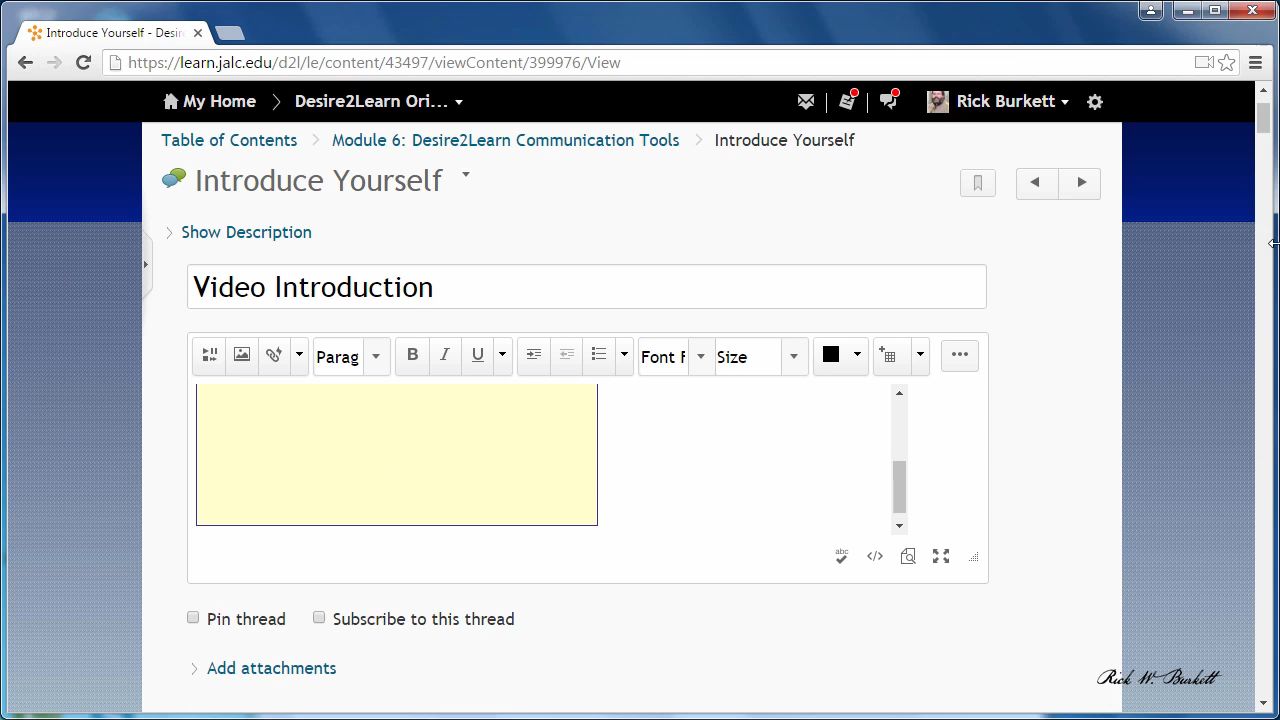 Introduce Yourself - Desire
https://learn.jalc.edu/d2l/le/content/43497/viewContent/399976/View
My Home Desire2Learn Ori... Rick Burkett
Table of Contents Module 6: Desire2Learn Communication Tools Introduce Yourself
Introduce Yourself
Show Description
Video Introduction
Parag B I U Font F Size
abc
Pin thread Subscribe to this thread
Add attachments
Rick W. Burkett